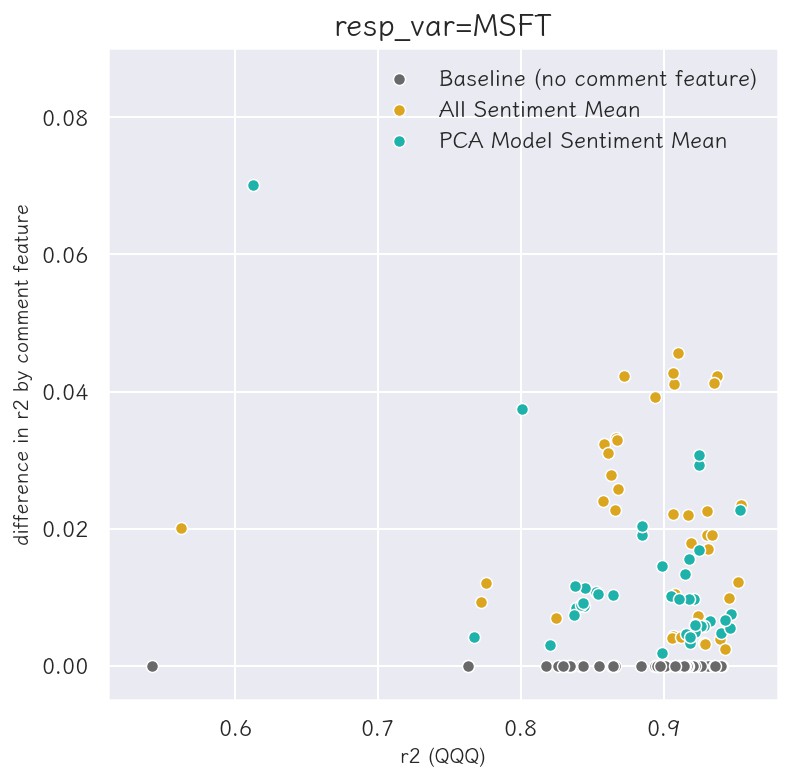 resp_var=MSFT
Baseline (no comment feature)
All Sentiment Mean
PCA Model Sentiment Mean
difference in r2 by comment feature
0.08
0.06
0.04
0.02
0.00
0.6
0.7
0.8
0.9
r2 (QQQ)